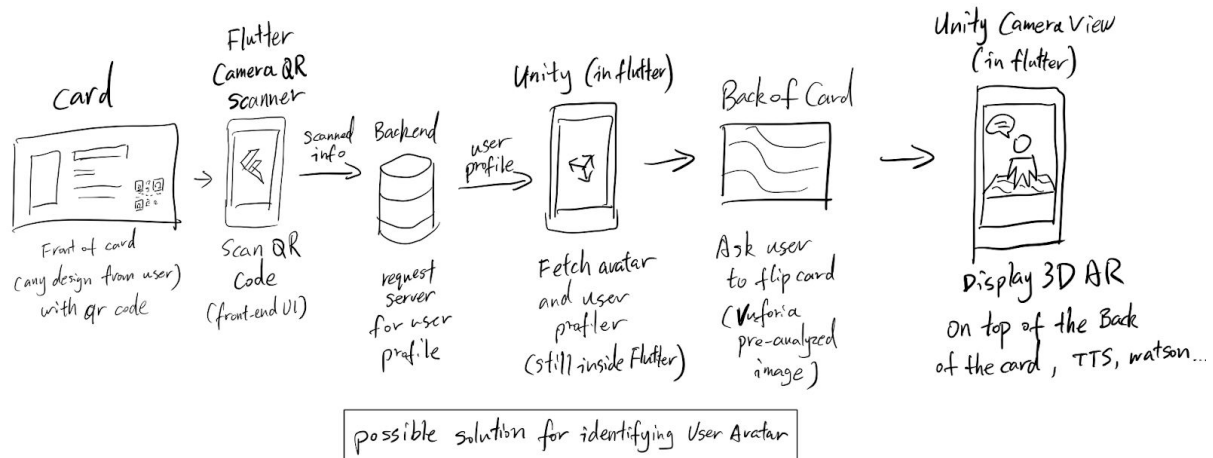 card
Front of card
(any design from user)
with qr code
Flutter
Camera QR
Scanner
Scan QR
Code
(front-end UI)
scanned
info
Backend
request
server
for user
profile
user
profile
Unity (in flutter)
Fetch avatar
and user
profiler
(still inside Flutter)
Back of Card
Ask user
to flip card
(Vuforia
pre-analyzed
image)
Unity Camera View
(in flutter)
Display 3D AR
On top of the Back
of the card, TTS, watson...
possible solution for identifying User Avatar